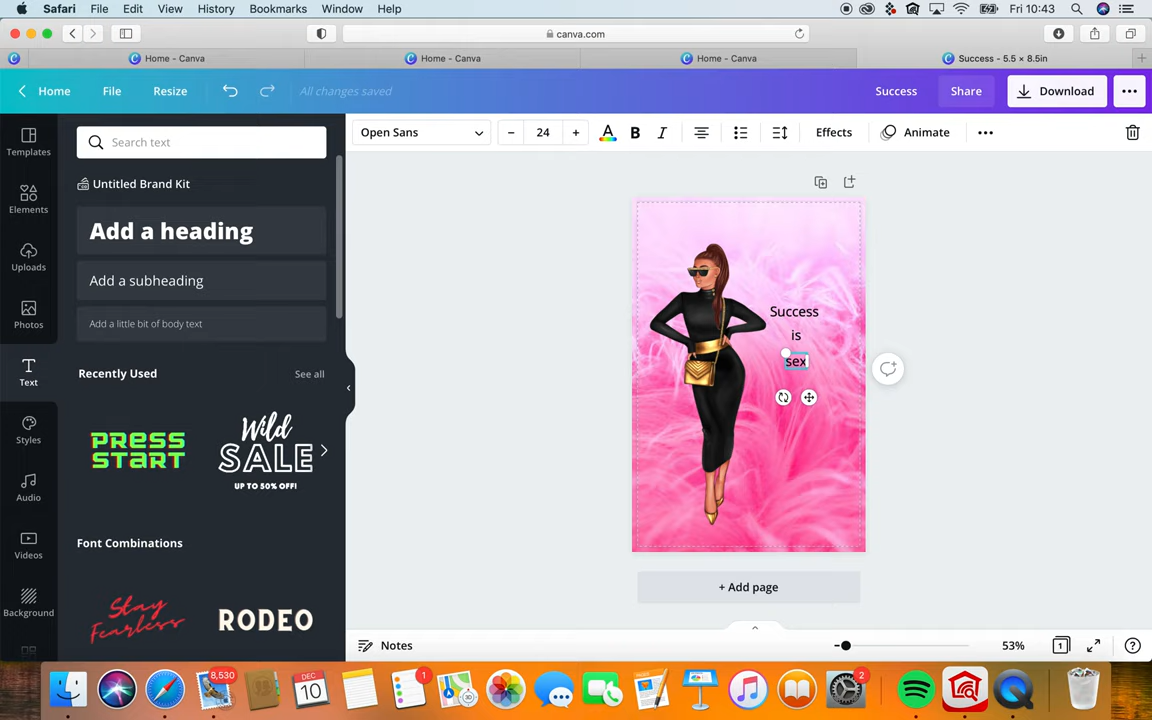 Safari File Edit View History Bookmarks Window Help Fri 10:43
canva.com
Home - Canva Home - Canva Home - Canva Success - 5.5 × 8.5in
Home File Resize All changes saved Success Share Download
Templates
Elements
Uploads
Photos
Text
Styles
Audio
Videos
Background
Search text
Untitled Brand Kit
Add a heading
Add a subheading
Add a little bit of body text
Recently Used See all
PRESS
START
Wild
SALE
UP TO 50% OFF!
Font Combinations
Stay
Fearless
RODEO
Open Sans 24 A B I Effects Animate
Success
is
sex
+ Add page
Notes 53% 1 ?
8,530
DEC
10
1
3D
2